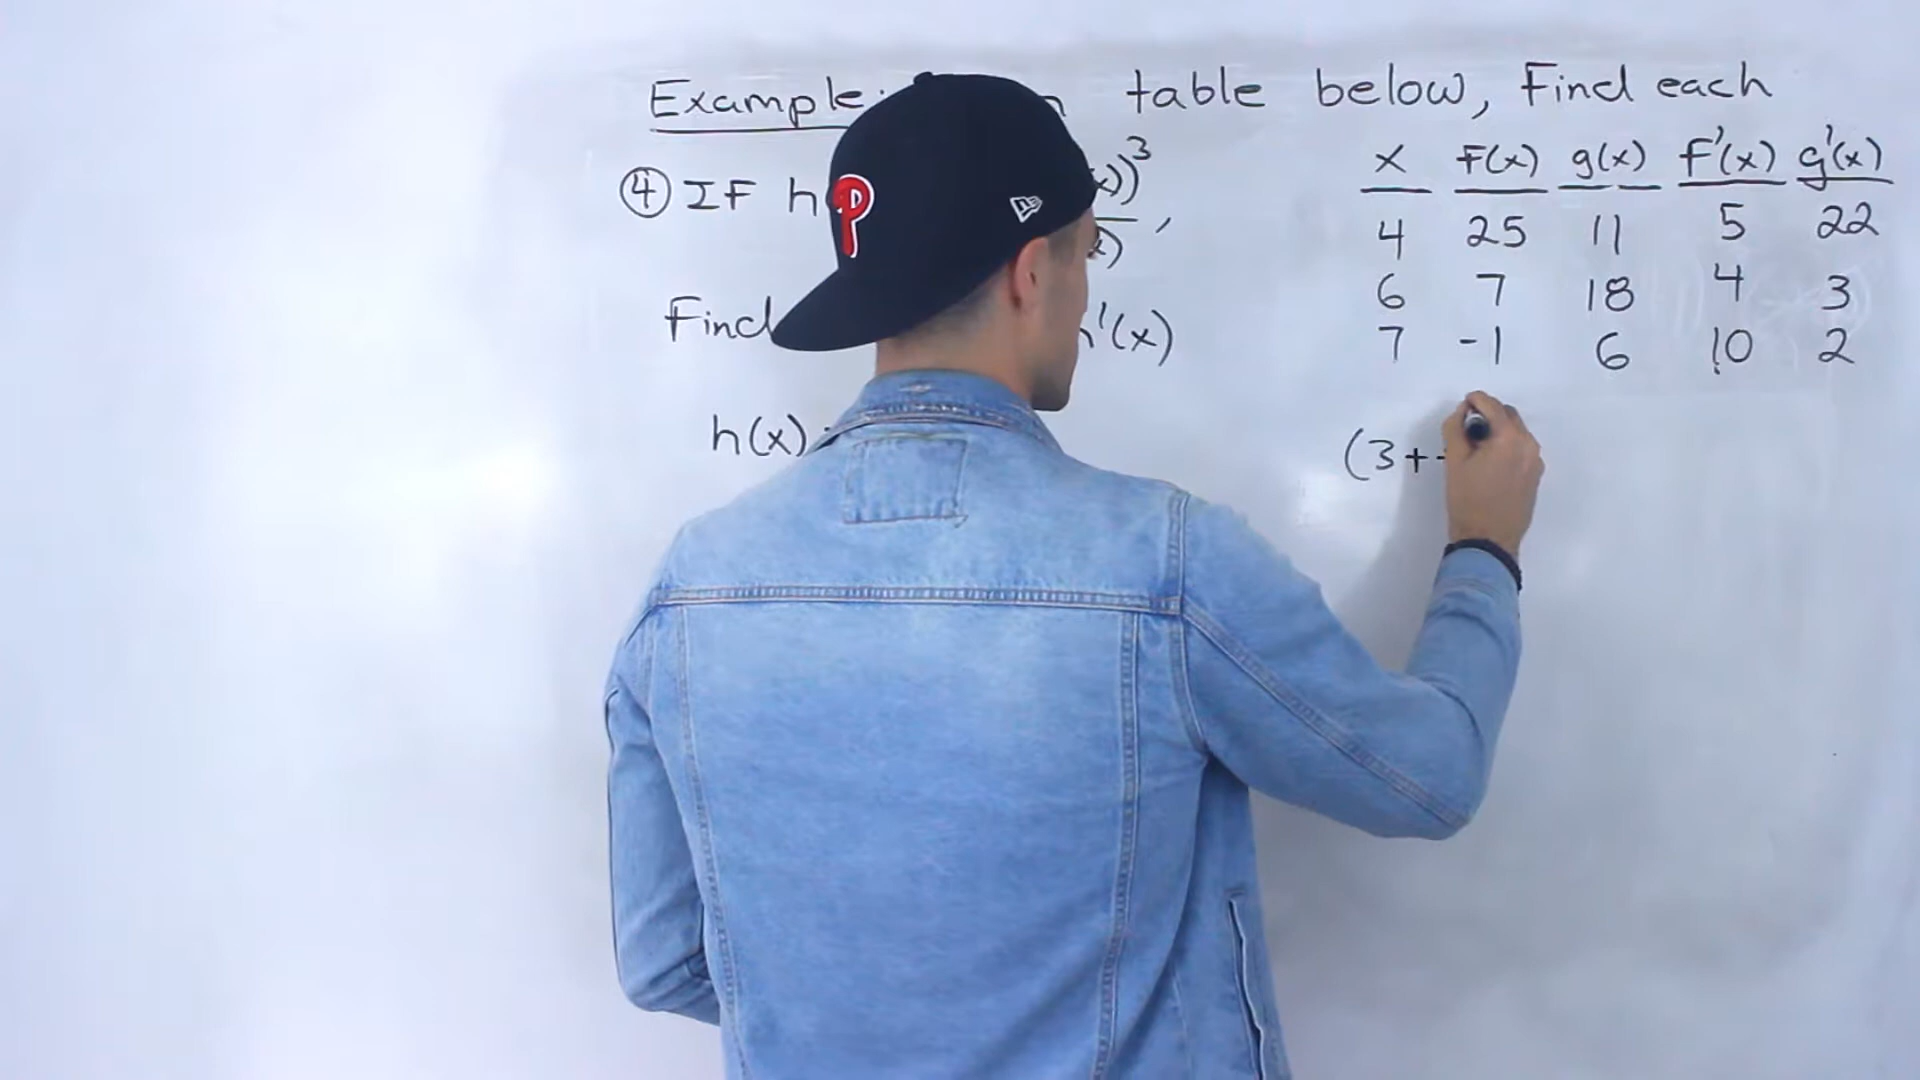 Example: table below, Find each
④ IF h x))³
x) ,
Find h'(x)
h(x)
x f(x) g(x) f'(x) g'(x)
4 25 11 5 22
6 7 18 4 3
7 -1 6 10 2
(3+
P